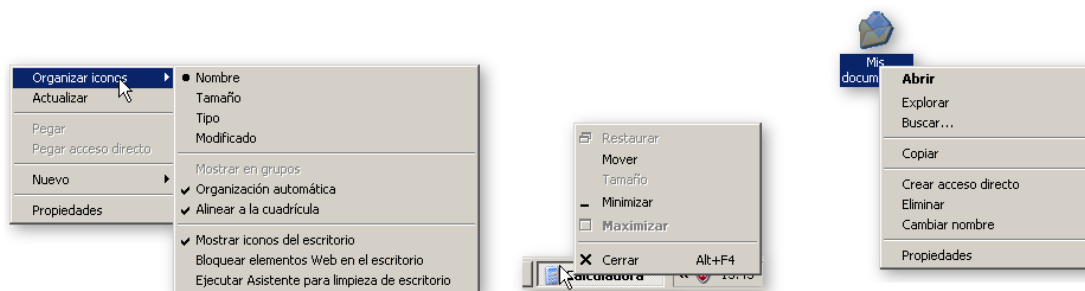 Organizar iconos
Actualizar
Pegar
Pegar acceso directo
Nuevo
Propiedades
Nombre
Tamaño
Tipo
Modificado
Mostrar en grupos
Organización automática
Alinear a la cuadrícula
Mostrar iconos del escritorio
Bloquear elementos Web en el escritorio
Ejecutar Asistente para limpieza de escritorio
Restaurar
Mover
Tamaño
Minimizar
Maximizar
Cerrar Alt+F4
Calculadora
Mis
docum
Abrir
Explorar
Buscar...
Copiar
Crear acceso directo
Eliminar
Cambiar nombre
Propiedades